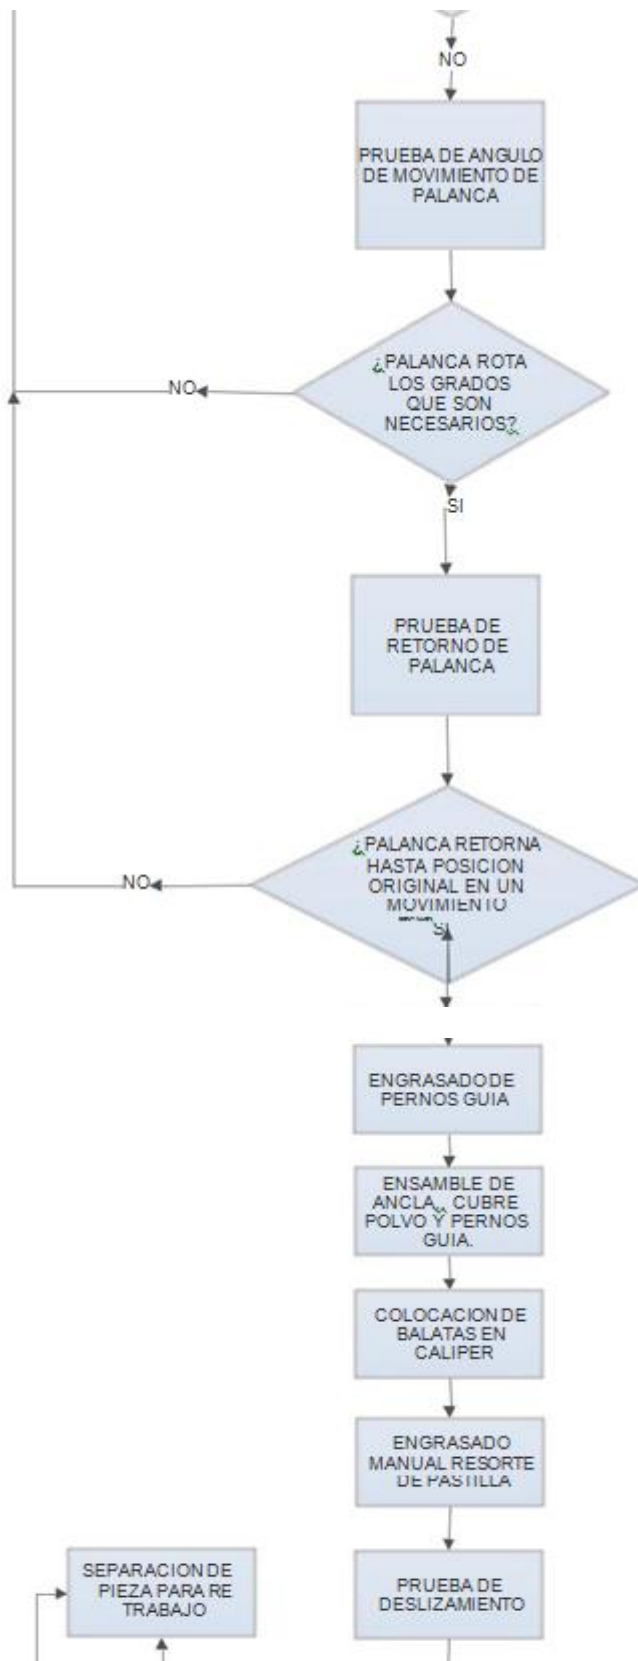 NO
PRUEBA DE ANGULO
DE MOVIMIENTO DE
PALANCA
¿PALANCA ROTA
LOS GRADOS
QUE SON
NECESARIOS?
NO
SI
PRUEBA DE
RETORNO DE
PALANCA
¿PALANCA RETORNA
HASTA POSICION
ORIGINAL EN UN
MOVIMIENTO
NO
SI
ENGRASADO DE
PERNOS GUIA
ENSAMBLE DE
ANCLA, CUBRE
POLVO Y PERNOS
GUIA.
COLOCACION DE
BALATAS EN
CALIPER
ENGRASADO
MANUAL RESORTE
DE PASTILLA
SEPARACION DE
PIEZA PARA RE
TRABAJO
PRUEBA DE
DESLIZAMIENTO